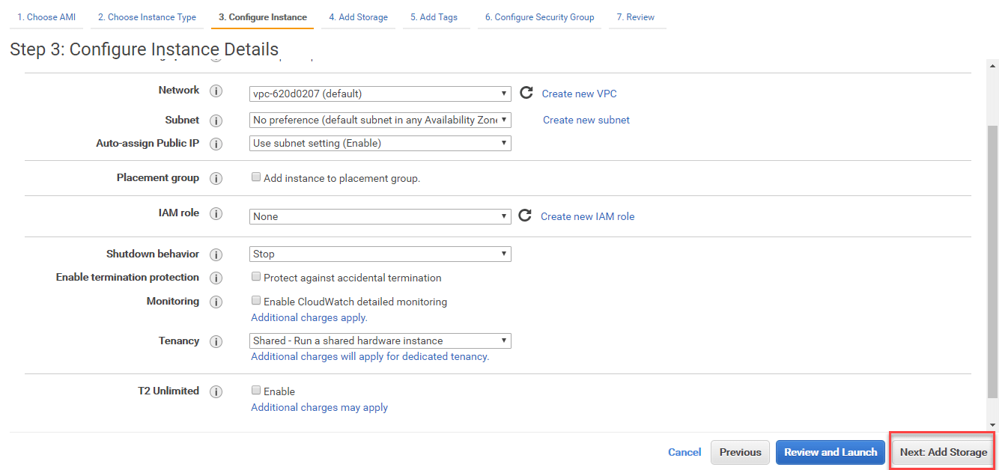 1. Choose AMI 2. Choose Instance Type 3. Configure Instance 4. Add Storage 5. Add Tags 6. Configure Security Group 7. Review
Step 3: Configure Instance Details
Network i vpc-620d0207 (default) Create new VPC
Subnet i No preference (default subnet in any Availability Zone Create new subnet
Auto-assign Public IP i Use subnet setting (Enable)
Placement group i Add instance to placement group.
IAM role i None Create new IAM role
Shutdown behavior i Stop
Enable termination protection i Protect against accidental termination
Monitoring i Enable CloudWatch detailed monitoring
Additional charges apply.
Tenancy i Shared - Run a shared hardware instance
Additional charges will apply for dedicated tenancy.
T2 Unlimited i Enable
Additional charges may apply
Cancel Previous Review and Launch Next: Add Storage